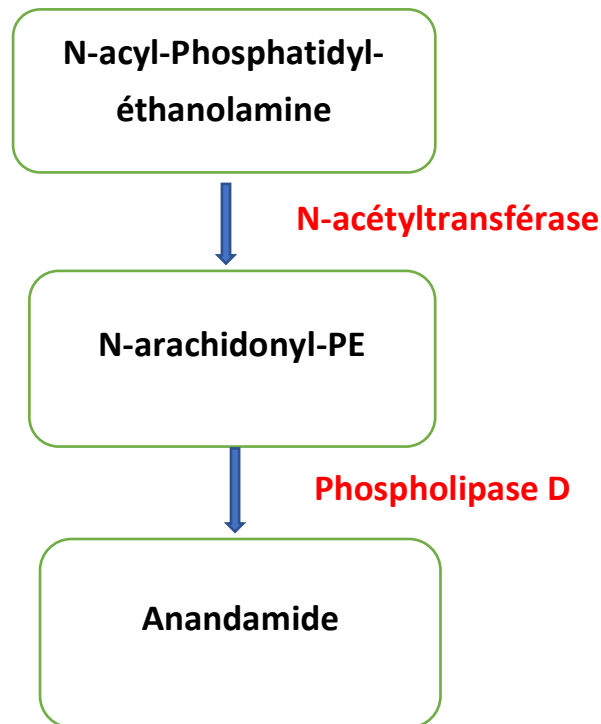 N-acyl-Phosphatidyl-
éthanolamine
N-acétyltransférase
N-arachidonyl-PE
Phospholipase D
Anandamide